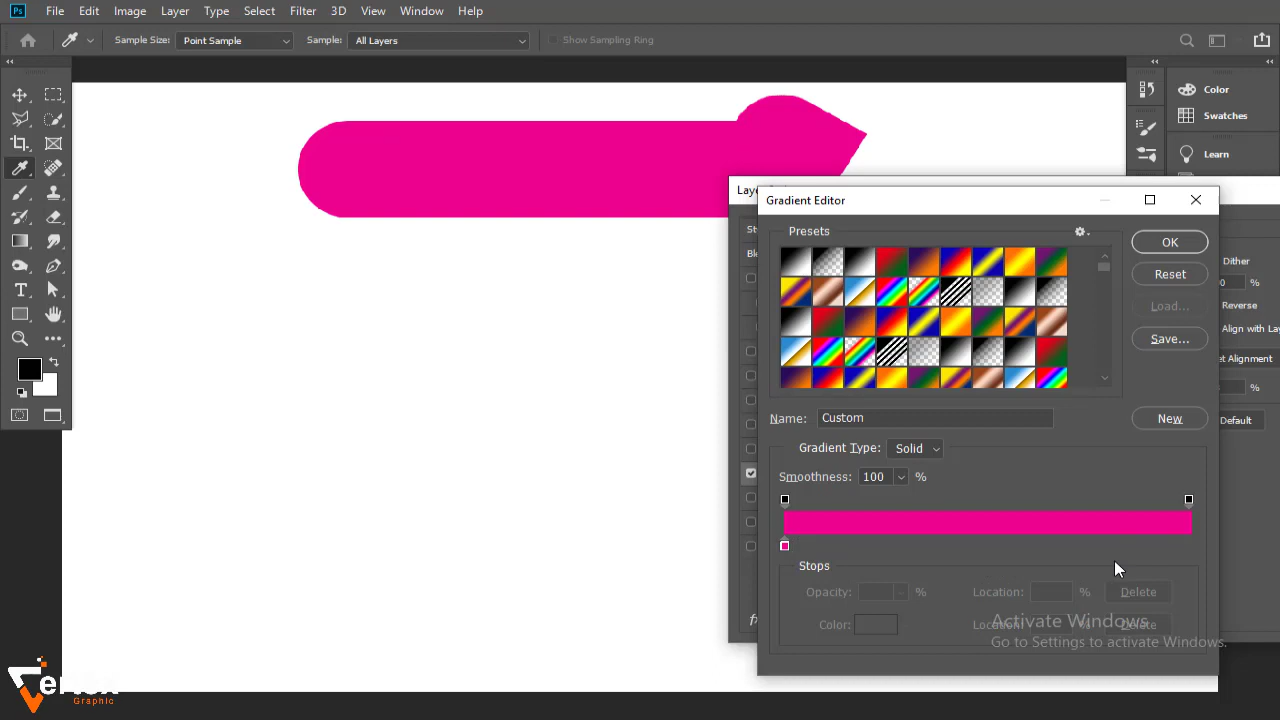 Ps File Edit Image Layer Type Select Filter 3D View Window Help
Sample Size: Point Sample Sample: All Layers Show Sampling Ring
Color
Swatches
Learn
Gradient Editor
Presets
OK
Reset
Load...
Save...
Dither
%
Reverse
Align with
Name: Custom
New
Default
Gradient Type: Solid
Smoothness: 100 %
Stops
Opacity: % Location: % Delete
Color: Location: % Delete
Activate Windows
Go to Settings to activate Windows.
Graphic